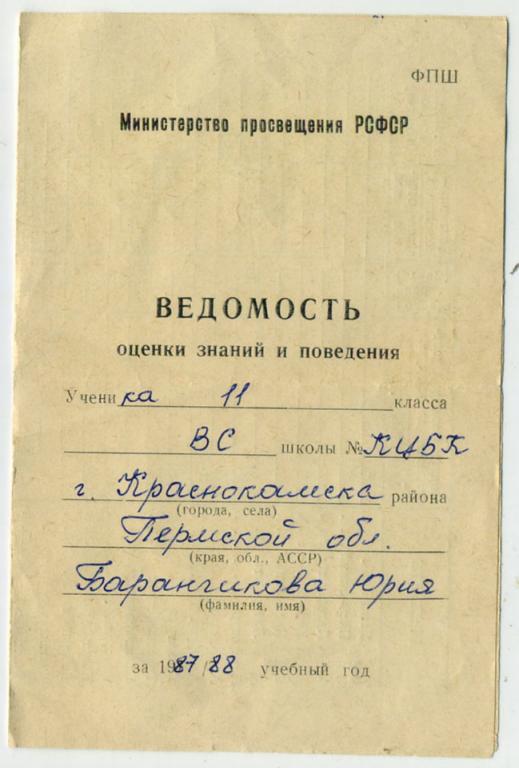 ФПШ
Министерство просвещения РСФСР
ВЕДОМОСТЬ
оценки знаний и поведения
Ученика 11 класса
ВС школы № КЦБК
г. Краснокамска района
(города, села)
Пермской обл.
(края, обл., АССР)
Барангикова Юрия
(фамилия, имя)
за 1987/88 учебный год